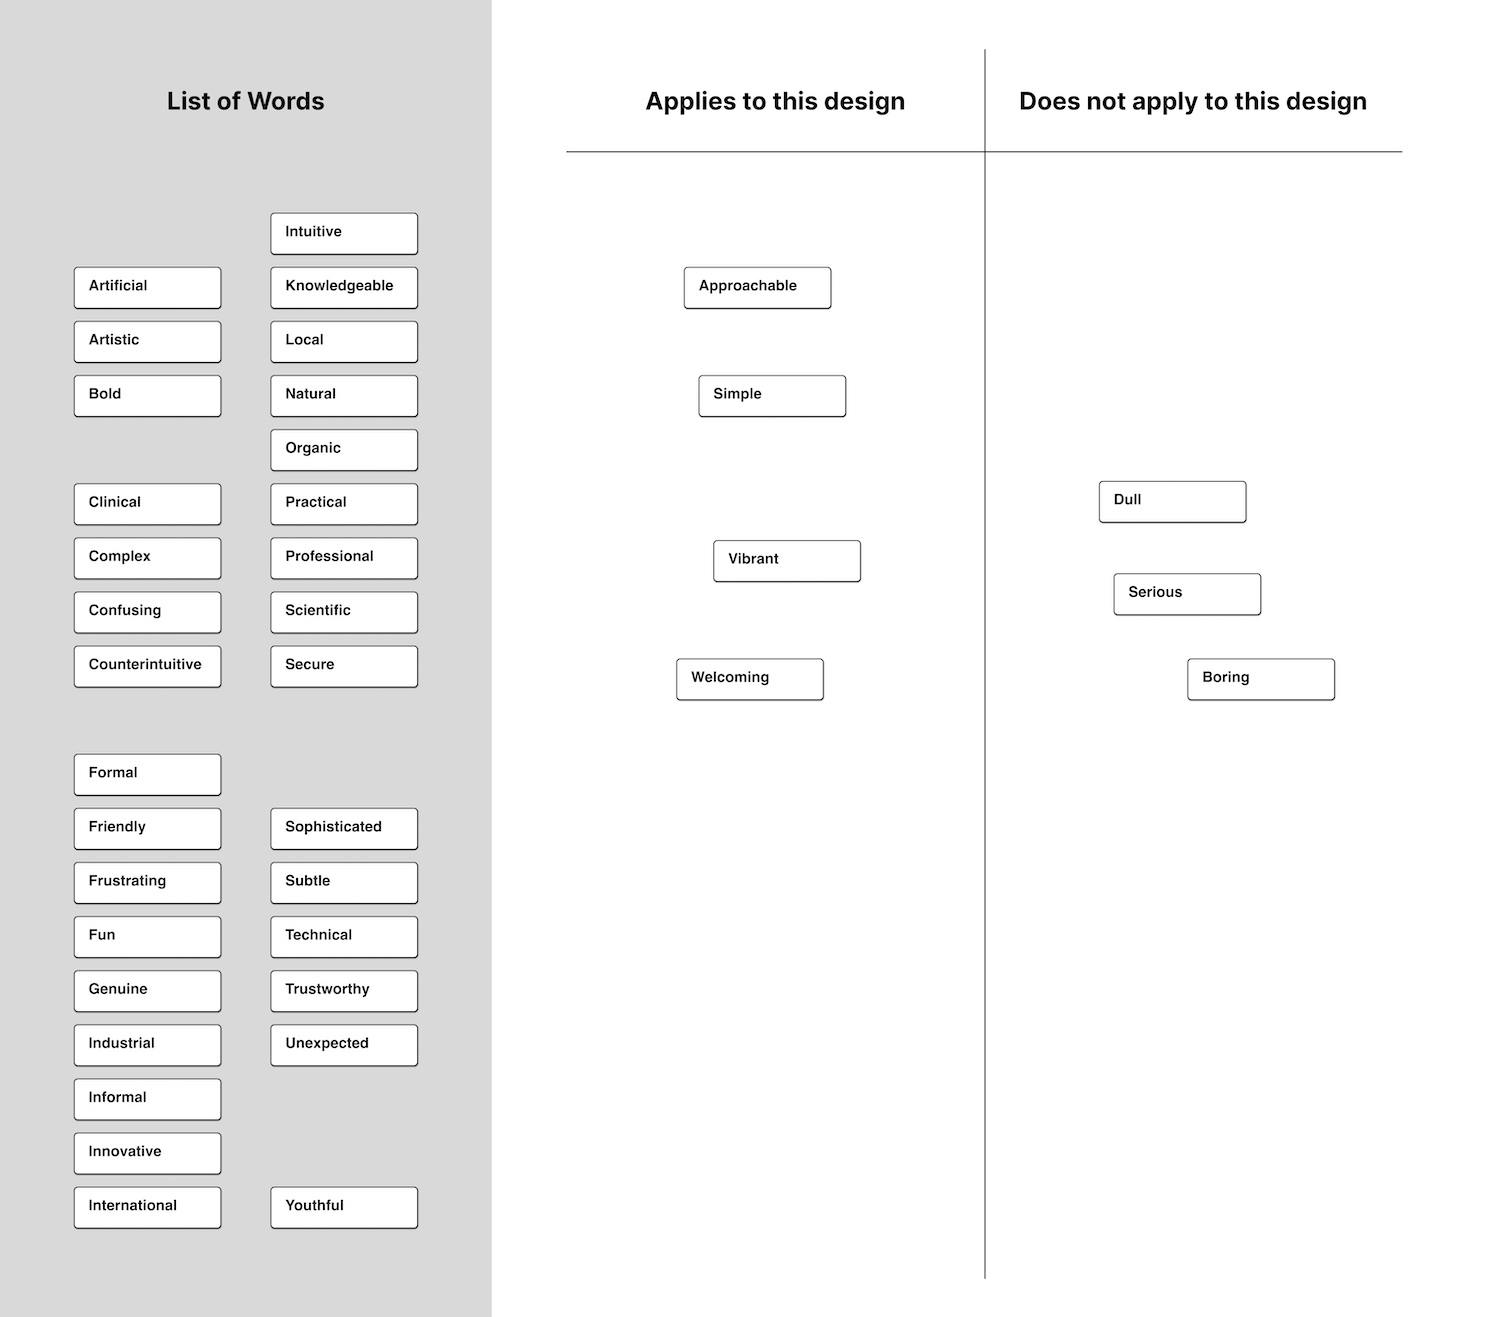 List of Words
Applies to this design
Does not apply to this design
Intuitive
Artificial
Knowledgeable
Approachable
Artistic
Local
Bold
Natural
Simple
Organic
Clinical
Practical
Dull
Complex
Professional
Vibrant
Confusing
Scientific
Serious
Counterintuitive
Secure
Welcoming
Boring
Formal
Friendly
Sophisticated
Frustrating
Subtle
Fun
Technical
Genuine
Trustworthy
Industrial
Unexpected
Informal
Innovative
International
Youthful